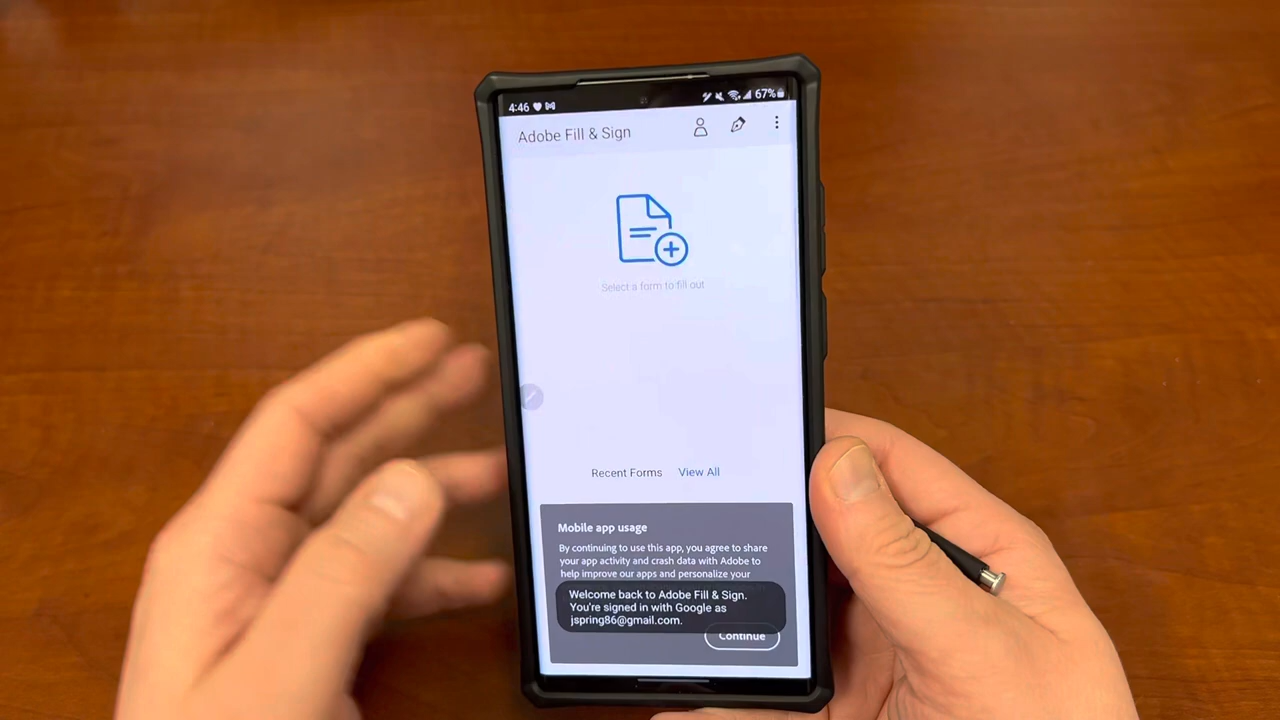 4:46
67%
Adobe Fill & Sign
Select a form to fill out
Recent Forms View All
Mobile app usage
By continuing to use this app, you agree to share
your app activity and crash data with Adobe to
help improve our apps and personalize your
Welcome back to Adobe Fill & Sign.
You're signed in with Google as
jspring86@gmail.com.
Continue